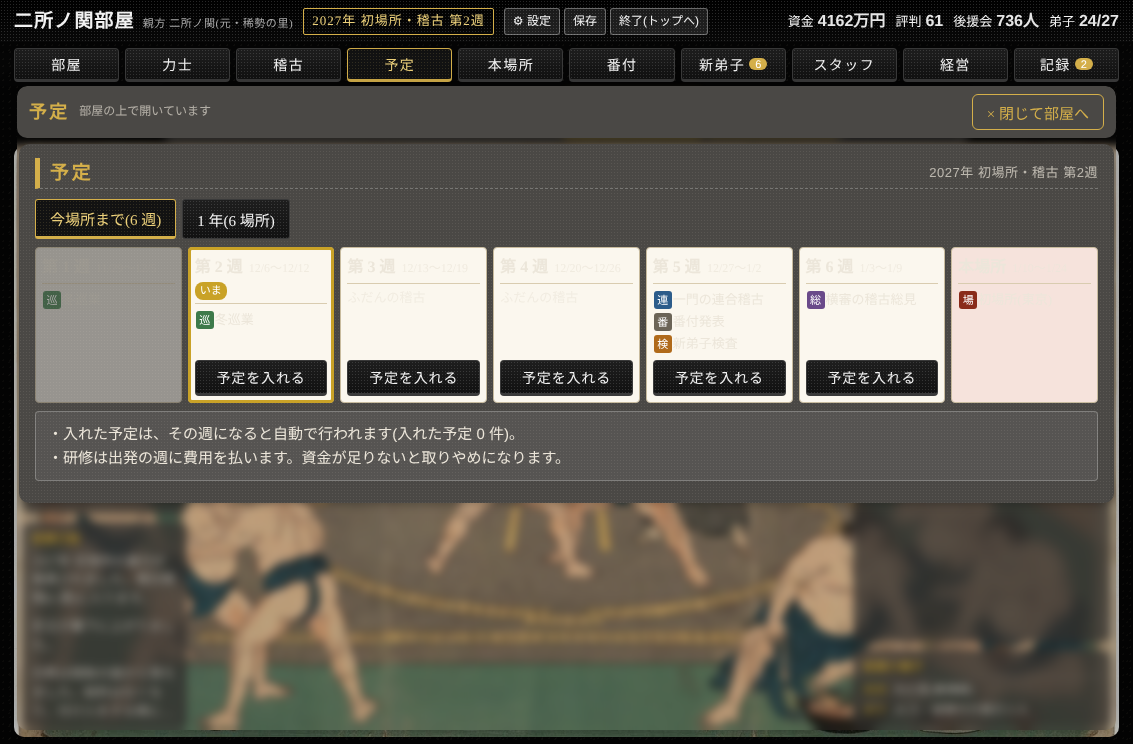 二所ノ関部屋 親方 二所ノ関(元・稀勢の里) 2027年 初場所・稽古 第2週 ⚙ 設定 保存 終了(トップへ) 資金 4162万円 評判 61 後援会 736人 弟子 24/27
部屋 力士 稽古 予定 本場所 番付 新弟子 6 スタッフ 経営 記録 2
予定 部屋の上で開いています × 閉じて部屋へ
予定 2027年 初場所・稽古 第2週
今場所まで(6 週) 1 年(6 場所)
第 2 週 12/6〜12/12 第 3 週 12/13〜12/19 第 4 週 12/20〜12/26 第 5 週 12/27〜1/2 第 6 週 1/3〜1/9
いま
巡 巡 冬巡業 ふだんの稽古 ふだんの稽古 連 一門の連合稽古 総 横審の稽古総見 場
番 番付発表
検 新弟子検査
予定を入れる 予定を入れる 予定を入れる 予定を入れる 予定を入れる
・入れた予定は、その週になると自動で行われます(入れた予定 0 件)。
・研修は出発の週に費用を払います。資金が足りないと取りやめになります。